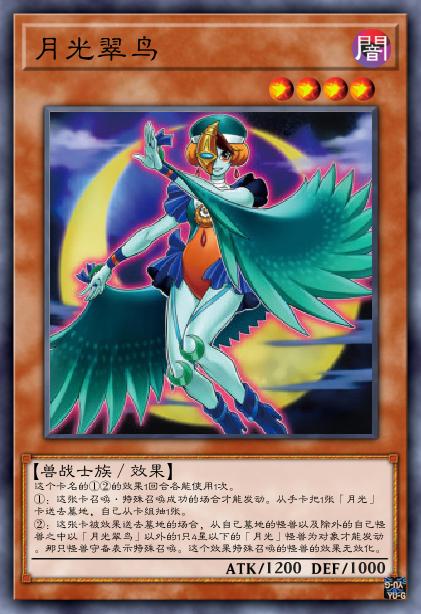 月光翠鸟
闇
【兽战士族／效果】
这个卡名的①②的效果1回合各能使用1次。
①：这张卡召唤·特殊召唤成功的场合才能发动。从手卡把1张「月光」
卡送去墓地，自己从卡组抽1张。
②：这张卡被效果送去墓地的场合，从自己墓地的怪兽以及除外的自己怪
兽之中以「月光翠鸟」以外的1只4星以下的「月光」怪兽为对象才能发动
。那只怪兽守备表示特殊召唤。这个效果特殊召唤的怪兽的效果无效化。
ATK/1200 DEF/1000